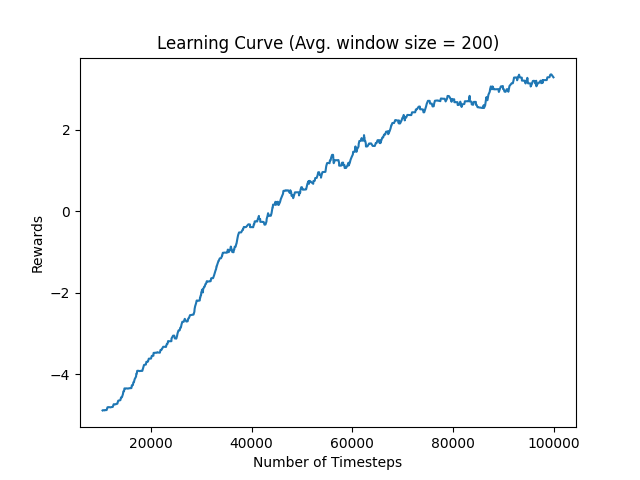 Learning Curve (Avg. window size = 200)
Rewards
2
0
−2
−4
20000 40000 60000 80000 100000
Number of Timesteps